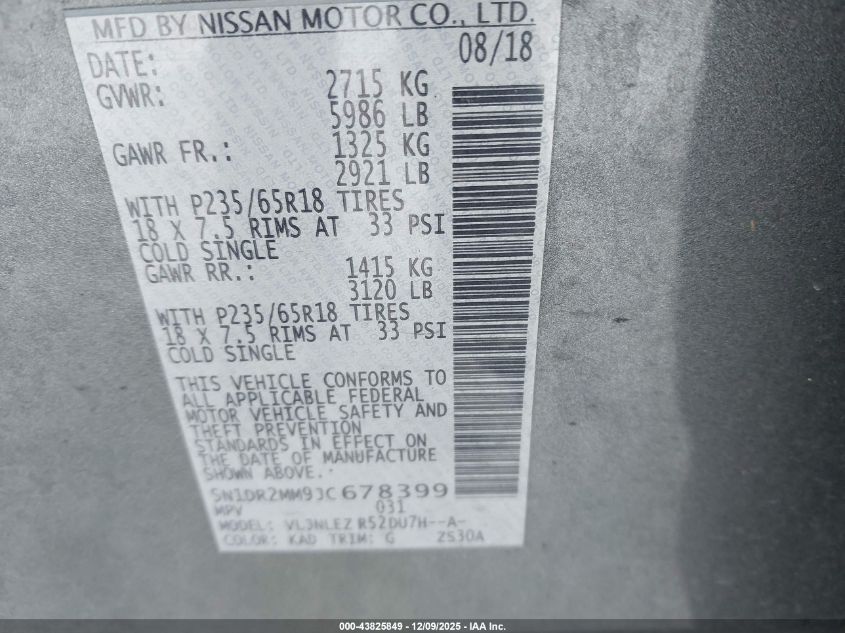 MFD BY NISSAN MOTOR CO., LTD.
DATE: 08/18
GVWR: 2715 KG
5986 LB
GAWR FR.: 1325 KG
2921 LB
WITH P235/65R18 TIRES
18 X 7.5 RIMS AT 33 PSI
COLD SINGLE
GAWR RR.: 1415 KG
3120 LB
WITH P235/65R18 TIRES
18 X 7.5 RIMS AT 33 PSI
COLD SINGLE
THIS VEHICLE CONFORMS TO
ALL APPLICABLE FEDERAL
MOTOR VEHICLE SAFETY AND
THEFT PREVENTION
STANDARDS IN EFFECT ON
THE DATE OF MANUFACTURE
SHOWN ABOVE.
5N1DR2MM9JC678399
MPV 031
MODEL: VL3NLEZ R52DU7H--A-
COLOR: KAD TRIM: G ZS30A
000-43825849 - 12/09/2025 - IAA Inc.